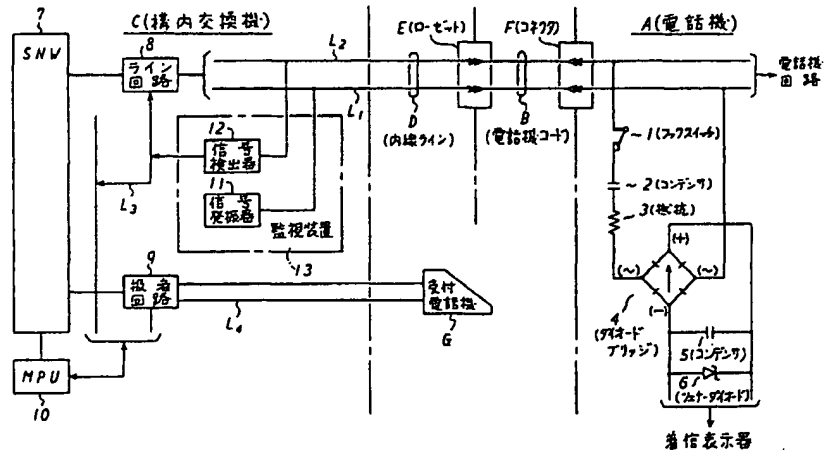 C(構内交換機)
E(ローゼット)
F(コネクタ)
A(電話機)
7
SNW
8
ライン
回路
L2
L1
D
(内線ライン)
B
(電話機コード)
電話機
回路
12
信号
検出器
11
信号
発振器
監視装置
13
L3
1(フックスイッチ)
2(コンデンサ)
3(抵抗)
(+)
(~)
(~)
(-)
4
(ダイオード
ブリッジ)
5(コンデンサ)
6
(ツェナーダイオード)
着信表示器
9
扱者
回路
L4
受付
電話機
G
MPU
10